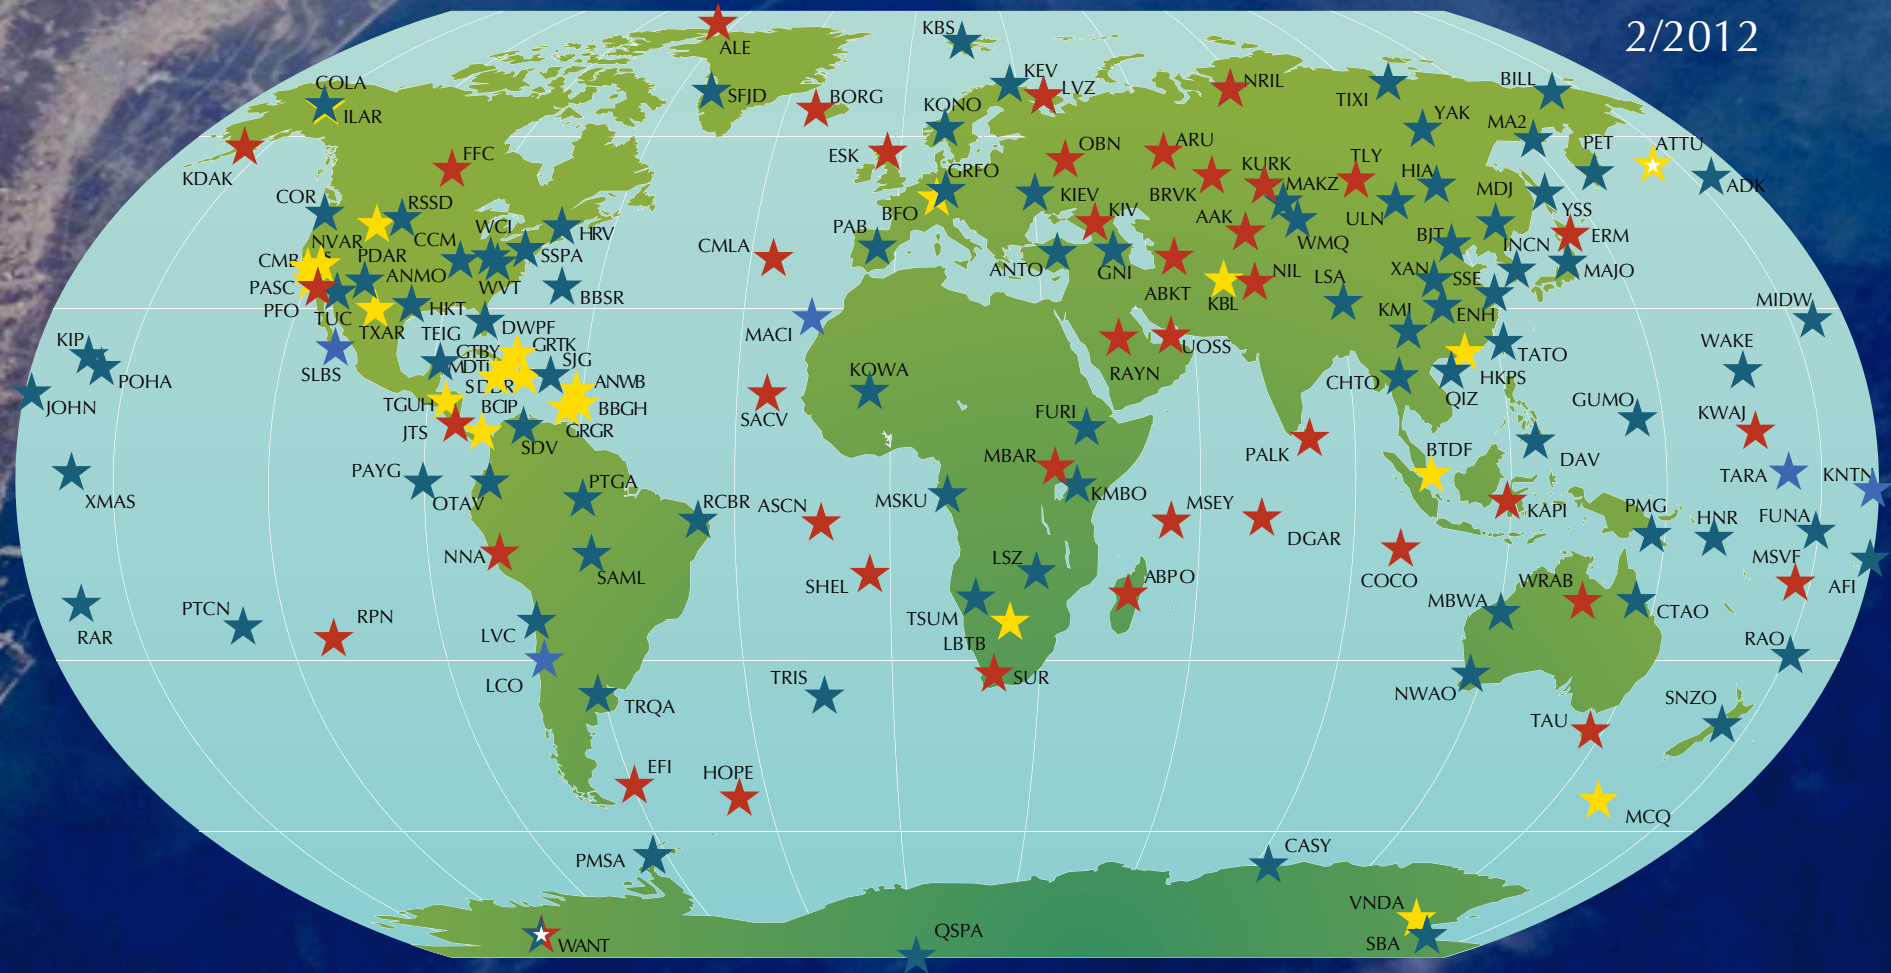 2/2012
KBS
ALE
COLA
KEV
LVZ
NRIL
BILL
SFJD
BORG
KONO
TIXI
ILAR
YAK
MA2
ATTU
PET
OBN
ARU
FFC
ESK
KURK
TLY
HIA
KDAK
GRFO
MAKZ
MDJ
ADK
COR
RSSD
BFO
KIEV
BRVK
KIV
AAK
ULN
YSS
PAB
WCI
HRV
NVAR
CCM
CMLA
WMQ
BJT
INCN
ERM
PDAR
SSPA
ANTO
GNI
NIL
LSA
XAN
SSE
MAJO
ANMO
PASC
WVT
BBSR
ABKT
KBL
MIDW
PFO
TUC
HKT
KMI
ENH
TXAR
TEIG
DWPF
MACI
KIP
GTBY
GRTK
SJG
UOSS
TATO
WAKE
MDTJ
SLBS
POHA
ANWB
KOWA
RAYN
CHTO
HKPS
JOHN
TGUH
BCIP
BBGH
SACV
QIZ
GUMO
KWAJ
JTS
GRGR
FURI
SDV
MBAR
PALK
BTDF
DAV
PAYG
TARA
KNTN
XMAS
OTAV
PTGA
MSKU
KMBO
RCBR
ASCN
MSEY
KAPI
PMG
HNR
FUNA
NNA
DGAR
LSZ
SAML
SHEL
ABPO
COCO
WRAB
MSVF
AFI
PTCN
RPN
RAR
TSUM
MBWA
CTAO
LVC
LBTB
RAO
LCO
TRIS
SUR
NWAO
SNZO
TRQA
TAU
EFI
HOPE
MCQ
PMSA
CASY
VNDA
QSPA
WANT
SBA